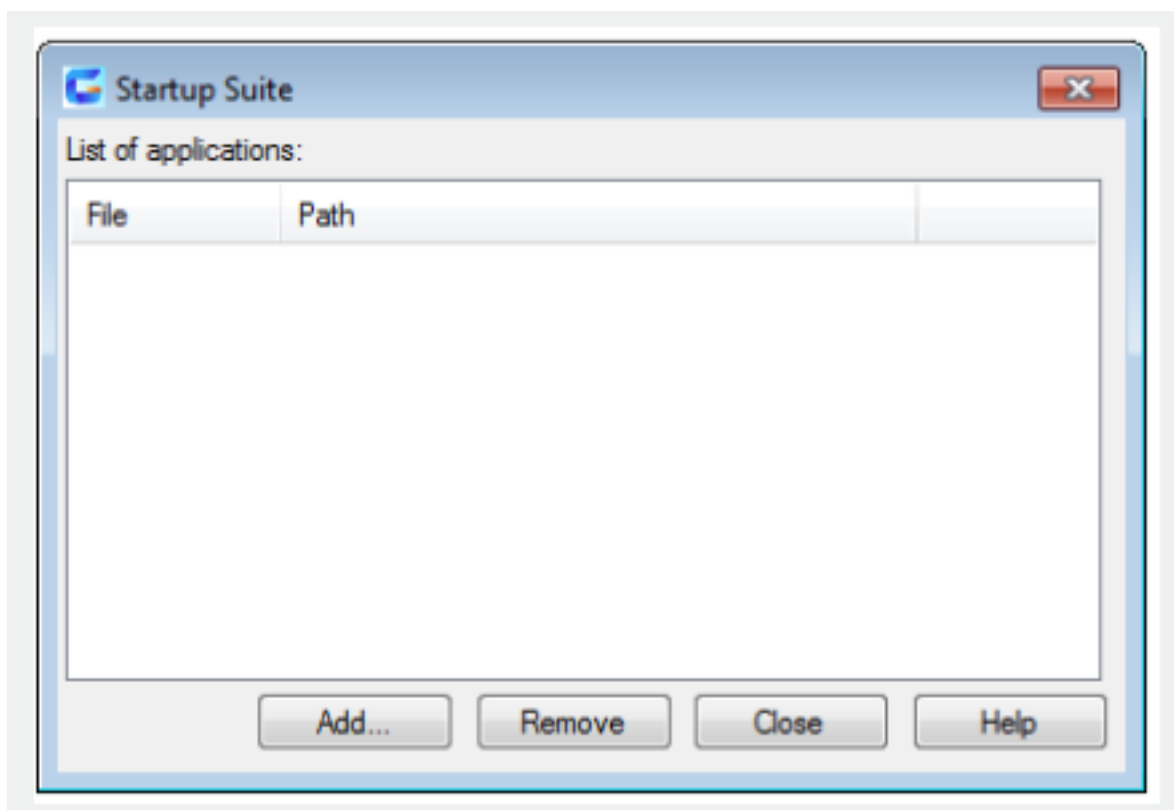 Startup Suite
List of applications:
File Path
Add... Remove Close Help